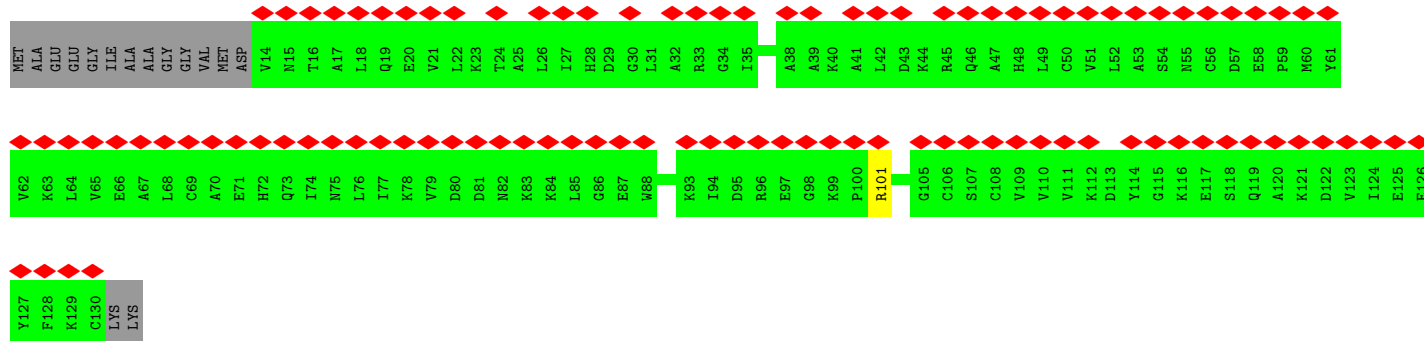 MET ALA GLU GLU GLY ILE ALA ALA GLY GLY VAL MET ASP V14 N15 T16 A17 L18 Q19 E20 V21 L22 K23 T24 A25 L26 I27 H28 D29 G30 L31 A32 R33 G34 I35 A38 A39 K40 A41 L42 D43 K44 R45 Q46 A47 H48 L49 C50 V51 L52 A53 S54 N55 C56 D57 E58 P59 M60 Y61
V62 K63 L64 V65 E66 A67 L68 C69 A70 E71 H72 Q73 I74 N75 L76 I77 K78 V79 D80 D81 N82 K83 K84 L85 G86 E87 W88 K93 I94 D95 R96 E97 G98 K99 P100 R101 G105 C106 S107 C108 V109 V110 V111 K112 D113 Y114 G115 K116 E117 S118 Q119 A120 K121 D122 V123 I124 E125 E126
Y127 F128 K129 C130 LYS LYS